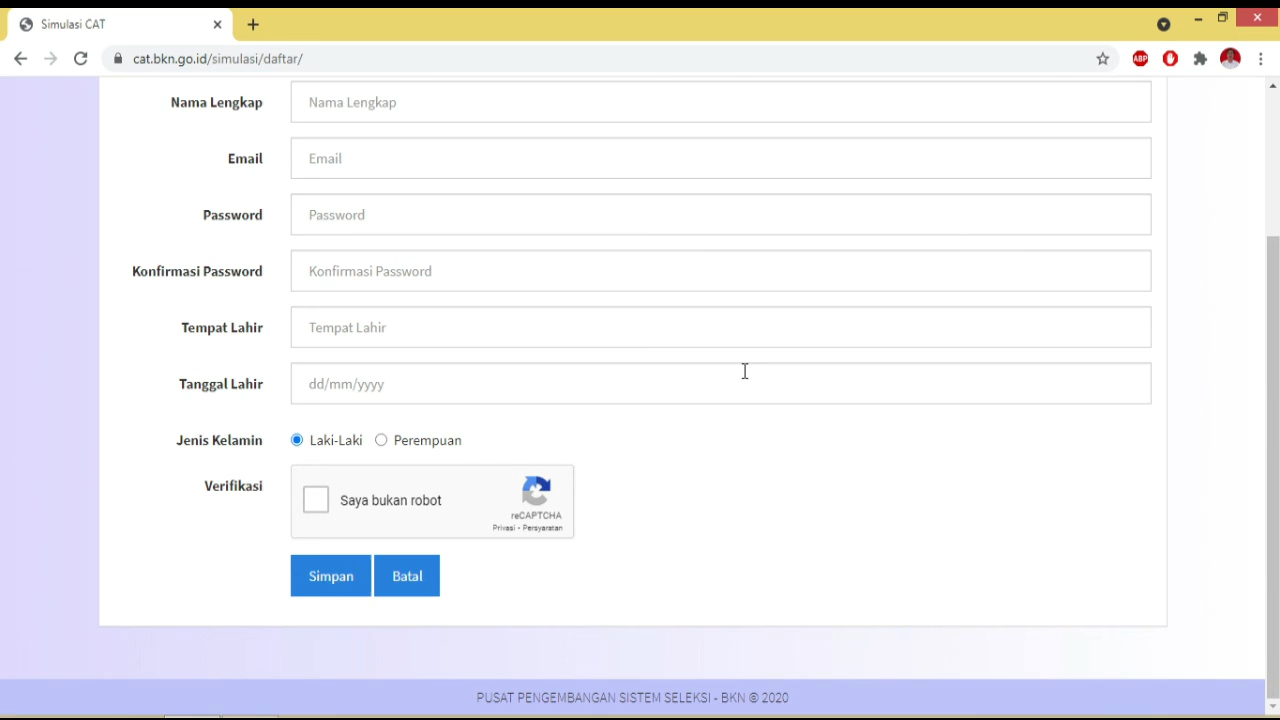 Simulasi CAT
cat.bkn.go.id/simulasi/daftar/
ABP
Nama Lengkap Nama Lengkap
Email Email
Password Password
Konfirmasi Password Konfirmasi Password
Tempat Lahir Tempat Lahir
Tanggal Lahir dd/mm/yyyy
Jenis Kelamin Laki-Laki Perempuan
Verifikasi
Saya bukan robot
reCAPTCHA
Privasi - Persyaratan
Simpan Batal
PUSAT PENGEMBANGAN SISTEM SELEKSI - BKN © 2020